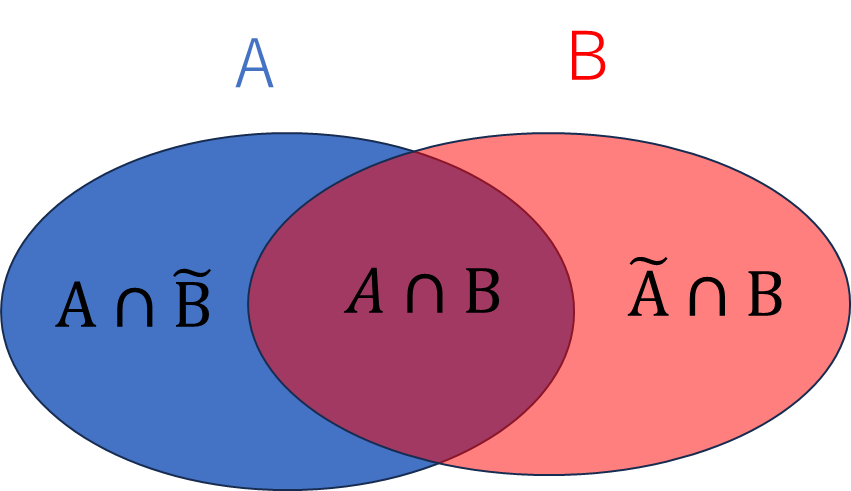 A B
A ∩ B̃ A ∩ B Ã ∩ B